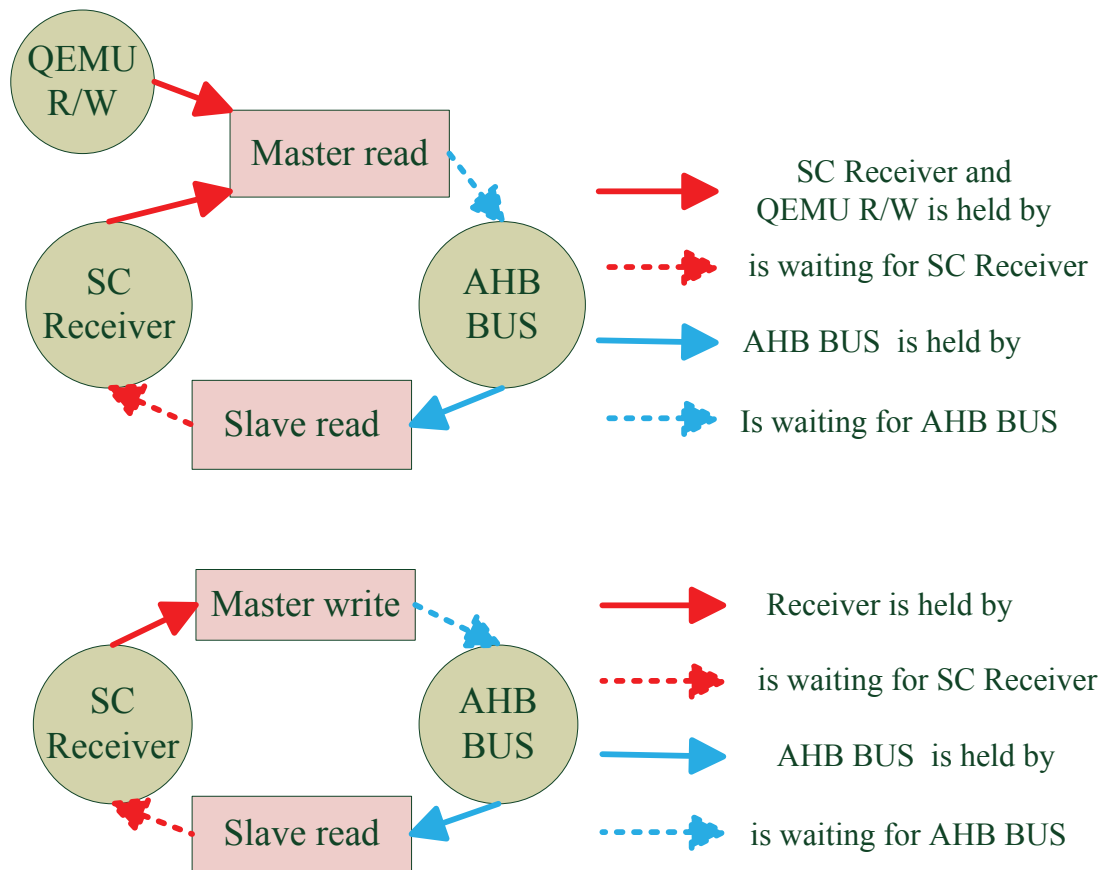 QEMU
R/W
Master read
SC
Receiver
AHB
BUS
Slave read
SC Receiver and
QEMU R/W is held by
is waiting for SC Receiver
AHB BUS is held by
Is waiting for AHB BUS
Master write
SC
Receiver
AHB
BUS
Slave read
Receiver is held by
is waiting for SC Receiver
AHB BUS is held by
is waiting for AHB BUS